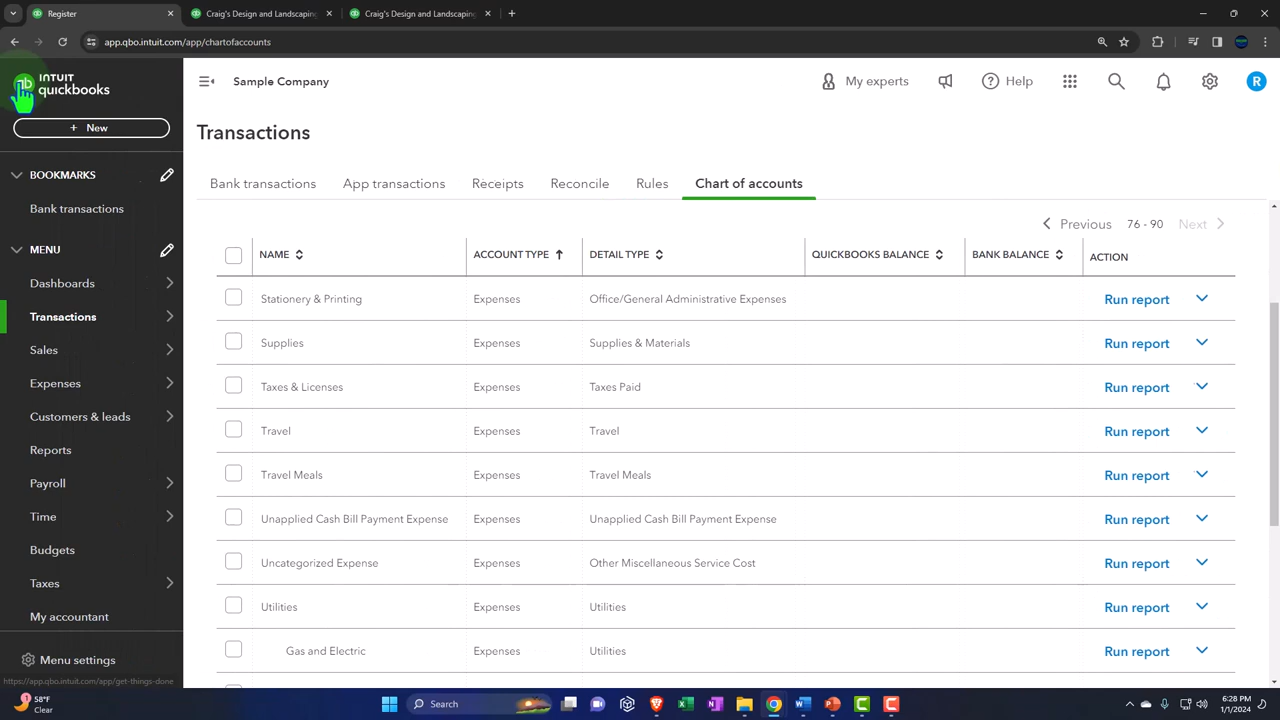 Register
Craig's Design and Landscaping
Craig's Design and Landscaping
qbo.intuit.com/app/chartofaccounts
INTUIT
quickbooks
Sample Company
My experts
Help
R
+ New
Transactions
BOOKMARKS
Bank transactions
App transactions
Receipts
Reconcile
Rules
Chart of accounts
Bank transactions
Previous
76 - 90
Next
MENU
NAME
ACCOUNT TYPE
DETAIL TYPE
QUICKBOOKS BALANCE
BANK BALANCE
ACTION
Dashboards
Stationery & Printing
Expenses
Office/General Administrative Expenses
Run report
Transactions
Supplies
Expenses
Supplies & Materials
Run report
Sales
Taxes & Licenses
Expenses
Taxes Paid
Run report
Expenses
Customers & leads
Travel
Expenses
Travel
Run report
Reports
Travel Meals
Expenses
Travel Meals
Run report
Payroll
Time
Unapplied Cash Bill Payment Expense
Expenses
Unapplied Cash Bill Payment Expense
Run report
Budgets
Uncategorized Expense
Expenses
Other Miscellaneous Service Cost
Run report
Taxes
Utilities
Expenses
Utilities
Run report
My accountant
Gas and Electric
Expenses
Utilities
Run report
Menu settings
https://app.qbo.intuit.com/app/get-things-done
1
58°F
Clear
Search
6:28 PM
1/1/2024